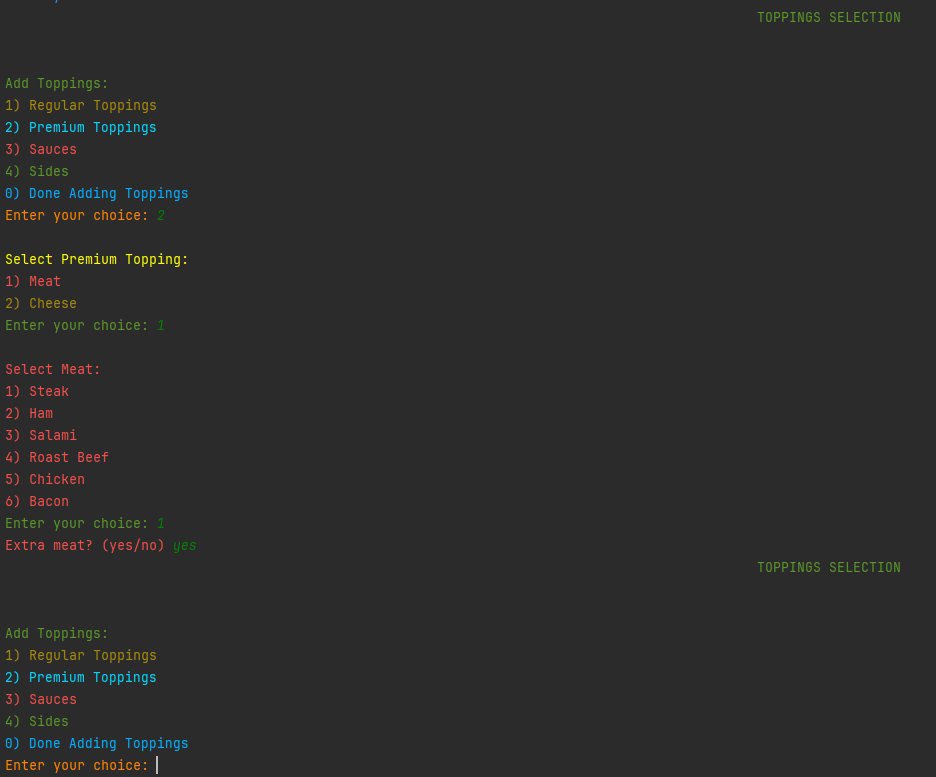 TOPPINGS SELECTION
Add Toppings:
1) Regular Toppings
2) Premium Toppings
3) Sauces
4) Sides
0) Done Adding Toppings
Enter your choice: 2
Select Premium Topping:
1) Meat
2) Cheese
Enter your choice: 1
Select Meat:
1) Steak
2) Ham
3) Salami
4) Roast Beef
5) Chicken
6) Bacon
Enter your choice: 1
Extra meat? (yes/no) yes
TOPPINGS SELECTION
Add Toppings:
1) Regular Toppings
2) Premium Toppings
3) Sauces
4) Sides
0) Done Adding Toppings
Enter your choice: